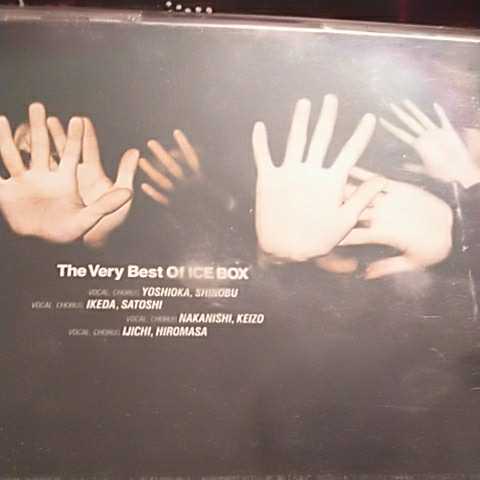 The Very Best Of ICE BOX
VOCAL, CHORUS: YOSHIOKA, SHINOBU
VOCAL, CHORUS: IKEDA, SATOSHI
VOCAL, CHORUS: NAKANISHI, KEIZO
VOCAL, CHORUS: IJICHI, HIROMASA